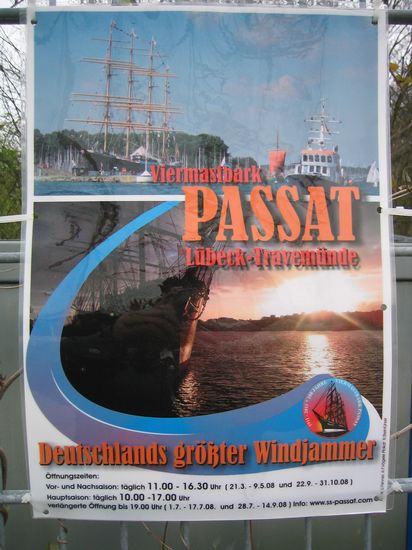 Viermastbark
PASSAT
Lübeck-Travemünde
Deutschlands größter Windjammer
Öffnungszeiten:
Vor- und Nachsaison: täglich 11.00 - 16.30 Uhr ( 21.3. - 9.5.08 und 22.9. - 31.10.08 )
Hauptsaison: täglich 10.00 -17.00 Uhr
verlängerte Öffnung bis 19.00 Uhr ( 1.7. - 17.7.08 und 28.7. - 14.9.08 ) Info: www.ss-passat.com